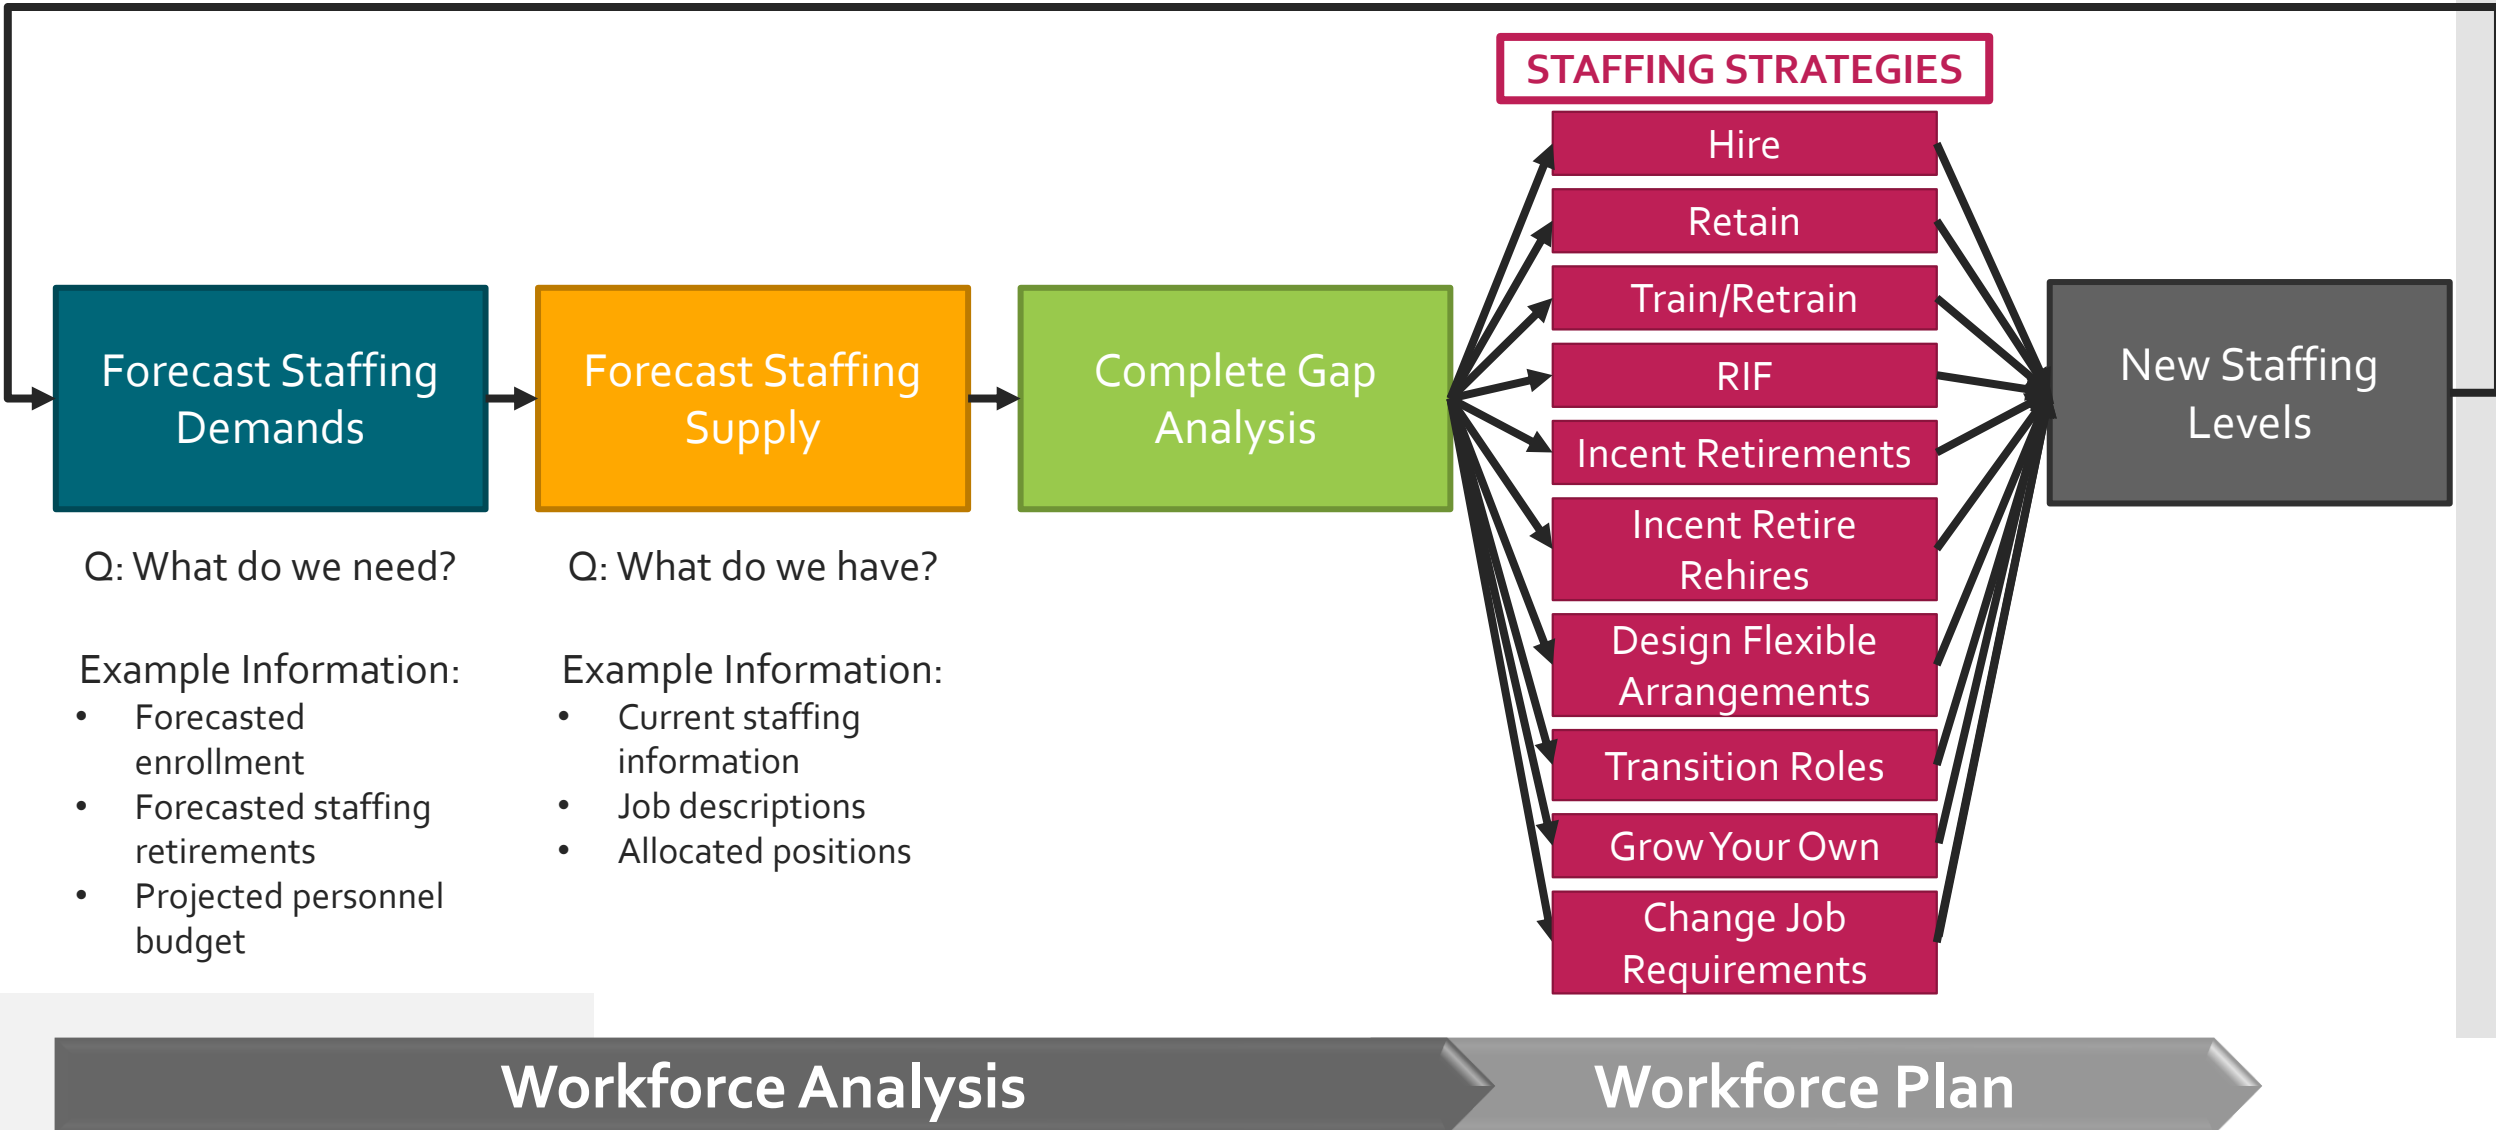 STAFFING STRATEGIES
Forecast Staffing
Demands
Q: What do we need?
Example Information:
• Forecasted
enrollment
• Forecasted staffing
retirements
• Projected personnel
budget
Forecast Staffing
Supply
Q: What do we have?
Example Information:
• Current staffing
information
• Job descriptions
• Allocated positions
Complete Gap
Analysis
Hire
Retain
Train/Retrain
RIF
Incent Retirements
Incent Retire
Rehires
Design Flexible
Arrangements
Transition Roles
Grow Your Own
Change Job
Requirements
New Staffing
Levels
Workforce Analysis
Workforce Plan